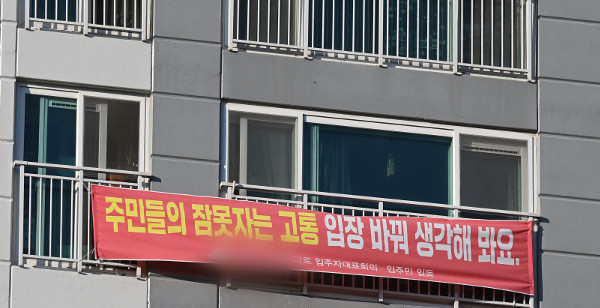 주민들의 잠못자는 고통 입장 바꿔 생각해 봐요.
입주자대표회의 · 입주민 일동